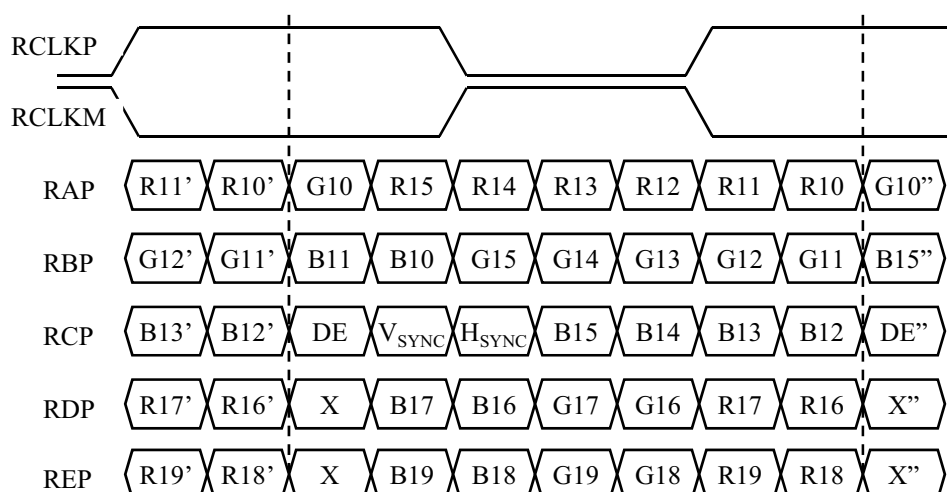 RCLKP
RCLKM
RAP R11’ R10’ G10 R15 R14 R13 R12 R11 R10 G10”
RBP G12’ G11’ B11 B10 G15 G14 G13 G12 G11 B15”
RCP B13’ B12’ DE VSYNC HSYNC B15 B14 B13 B12 DE”
RDP R17’ R16’ X B17 B16 G17 G16 R17 R16 X”
REP R19’ R18’ X B19 B18 G19 G18 R19 R18 X”